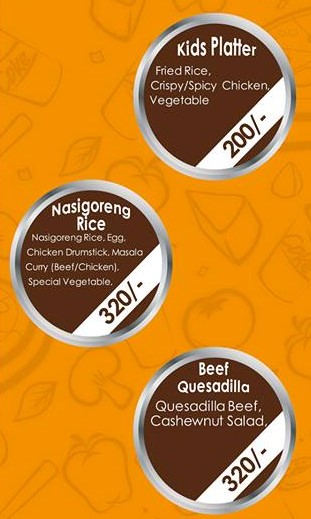 Kids Platter
Fried Rice,
Crispy/Spicy Chicken,
Vegetable
200/-
Nasigoreng
Rice
Nasigoreng Rice, Egg,
Chicken Drumstick, Masala
Curry (Beef/Chicken),
Special Vegetable,
320/-
Beef
Quesadilla
Quesadilla Beef,
Cashewnut Salad,
320/-